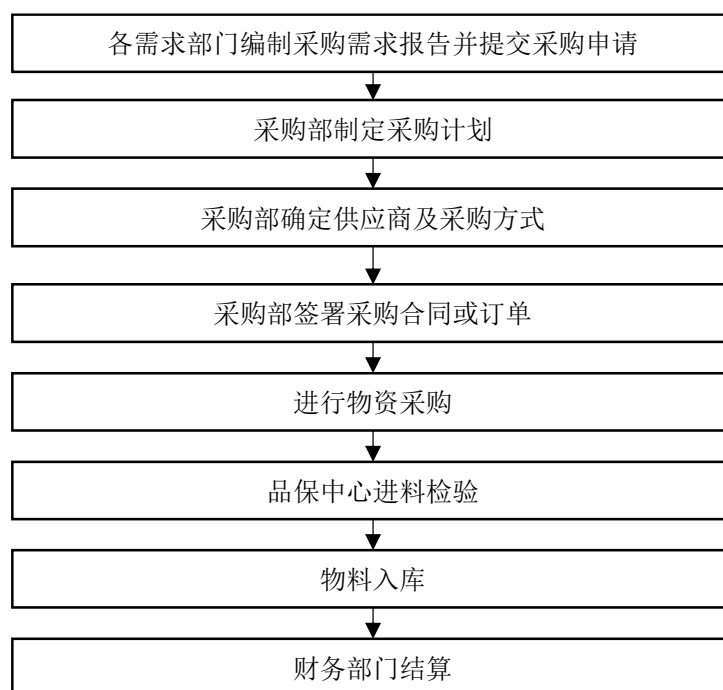 各需求部门编制采购需求报告并提交采购申请
采购部制定采购计划
采购部确定供应商及采购方式
采购部签署采购合同或订单
进行物资采购
品保中心进料检验
物料入库
财务部门结算